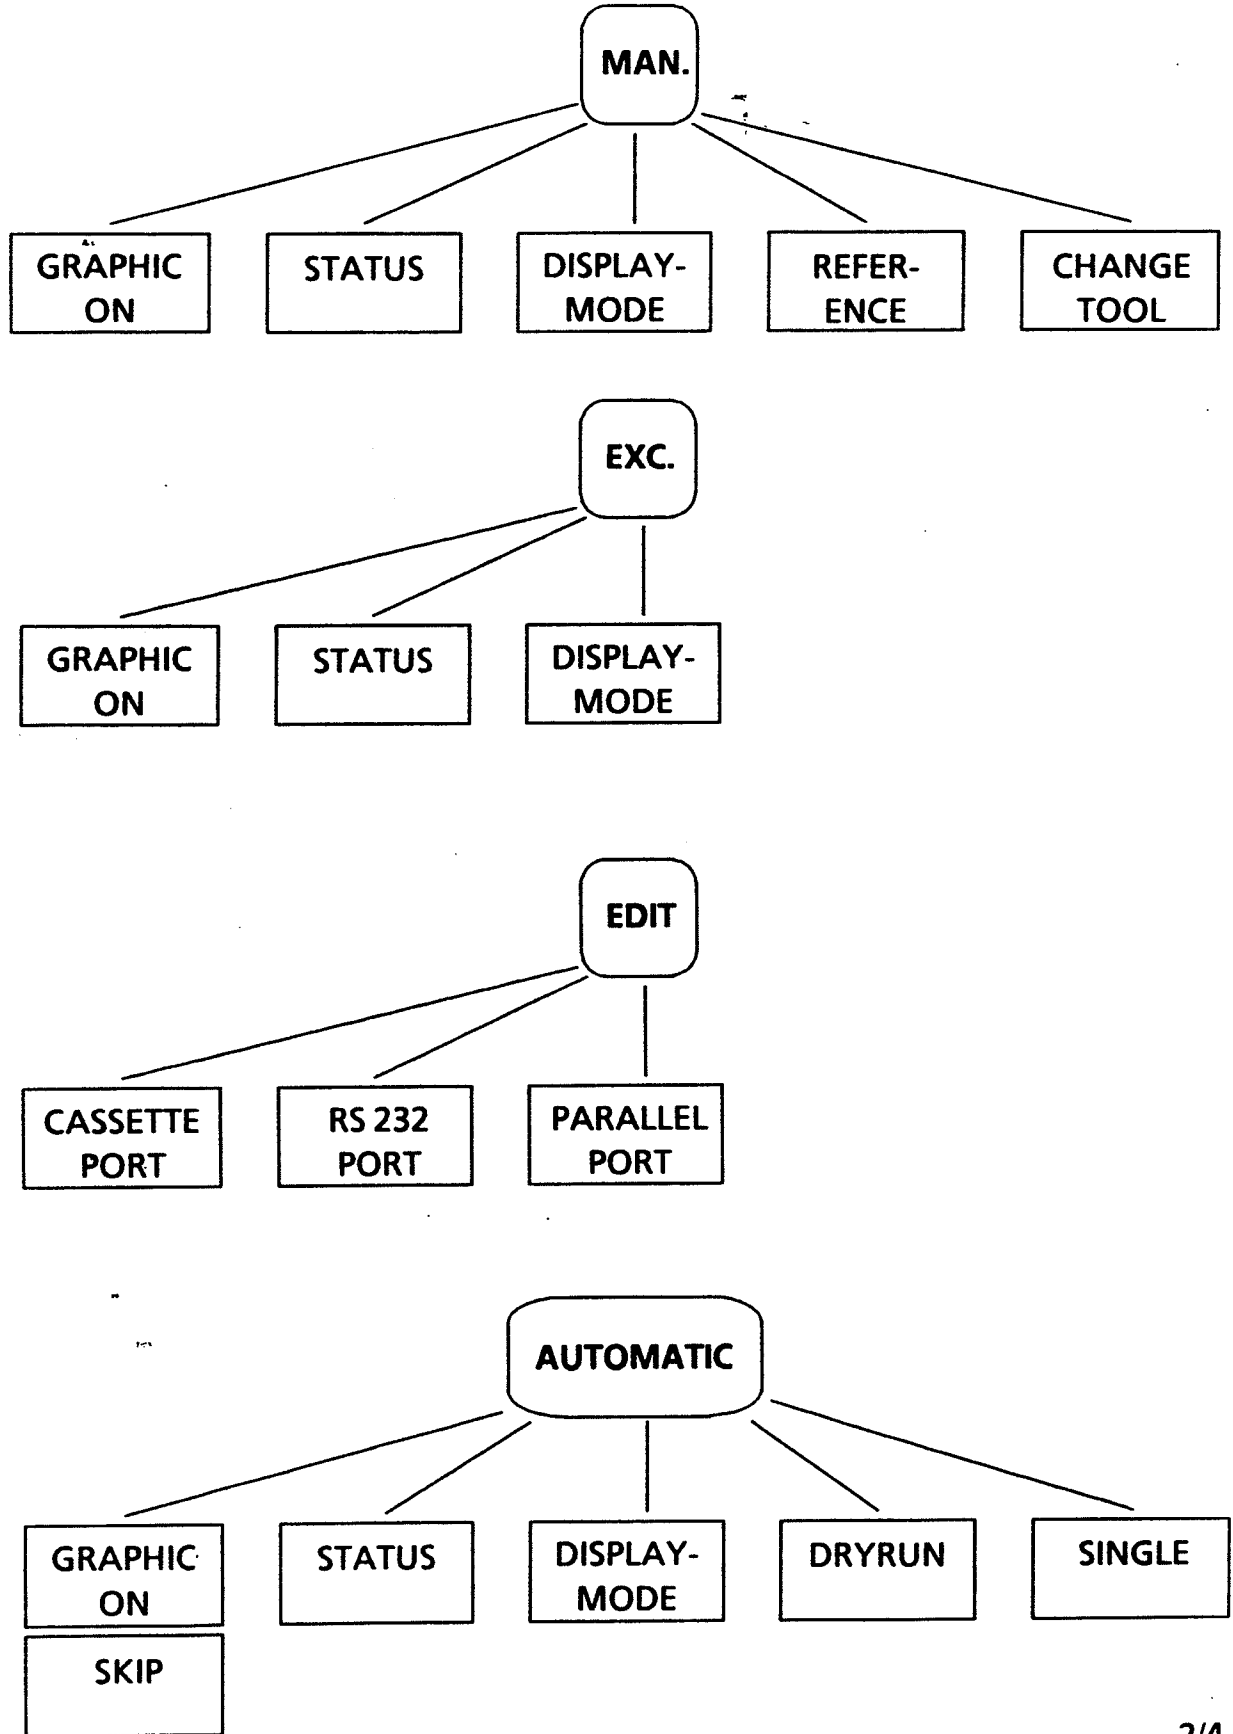 MAN.
GRAPHIC
ON
STATUS
DISPLAY-
MODE
REFER-
ENCE
CHANGE
TOOL
EXC.
GRAPHIC
ON
STATUS
DISPLAY-
MODE
EDIT
CASSETTE
PORT
RS 232
PORT
PARALLEL
PORT
AUTOMATIC
GRAPHIC
ON
STATUS
DISPLAY-
MODE
DRYRUN
SINGLE
SKIP